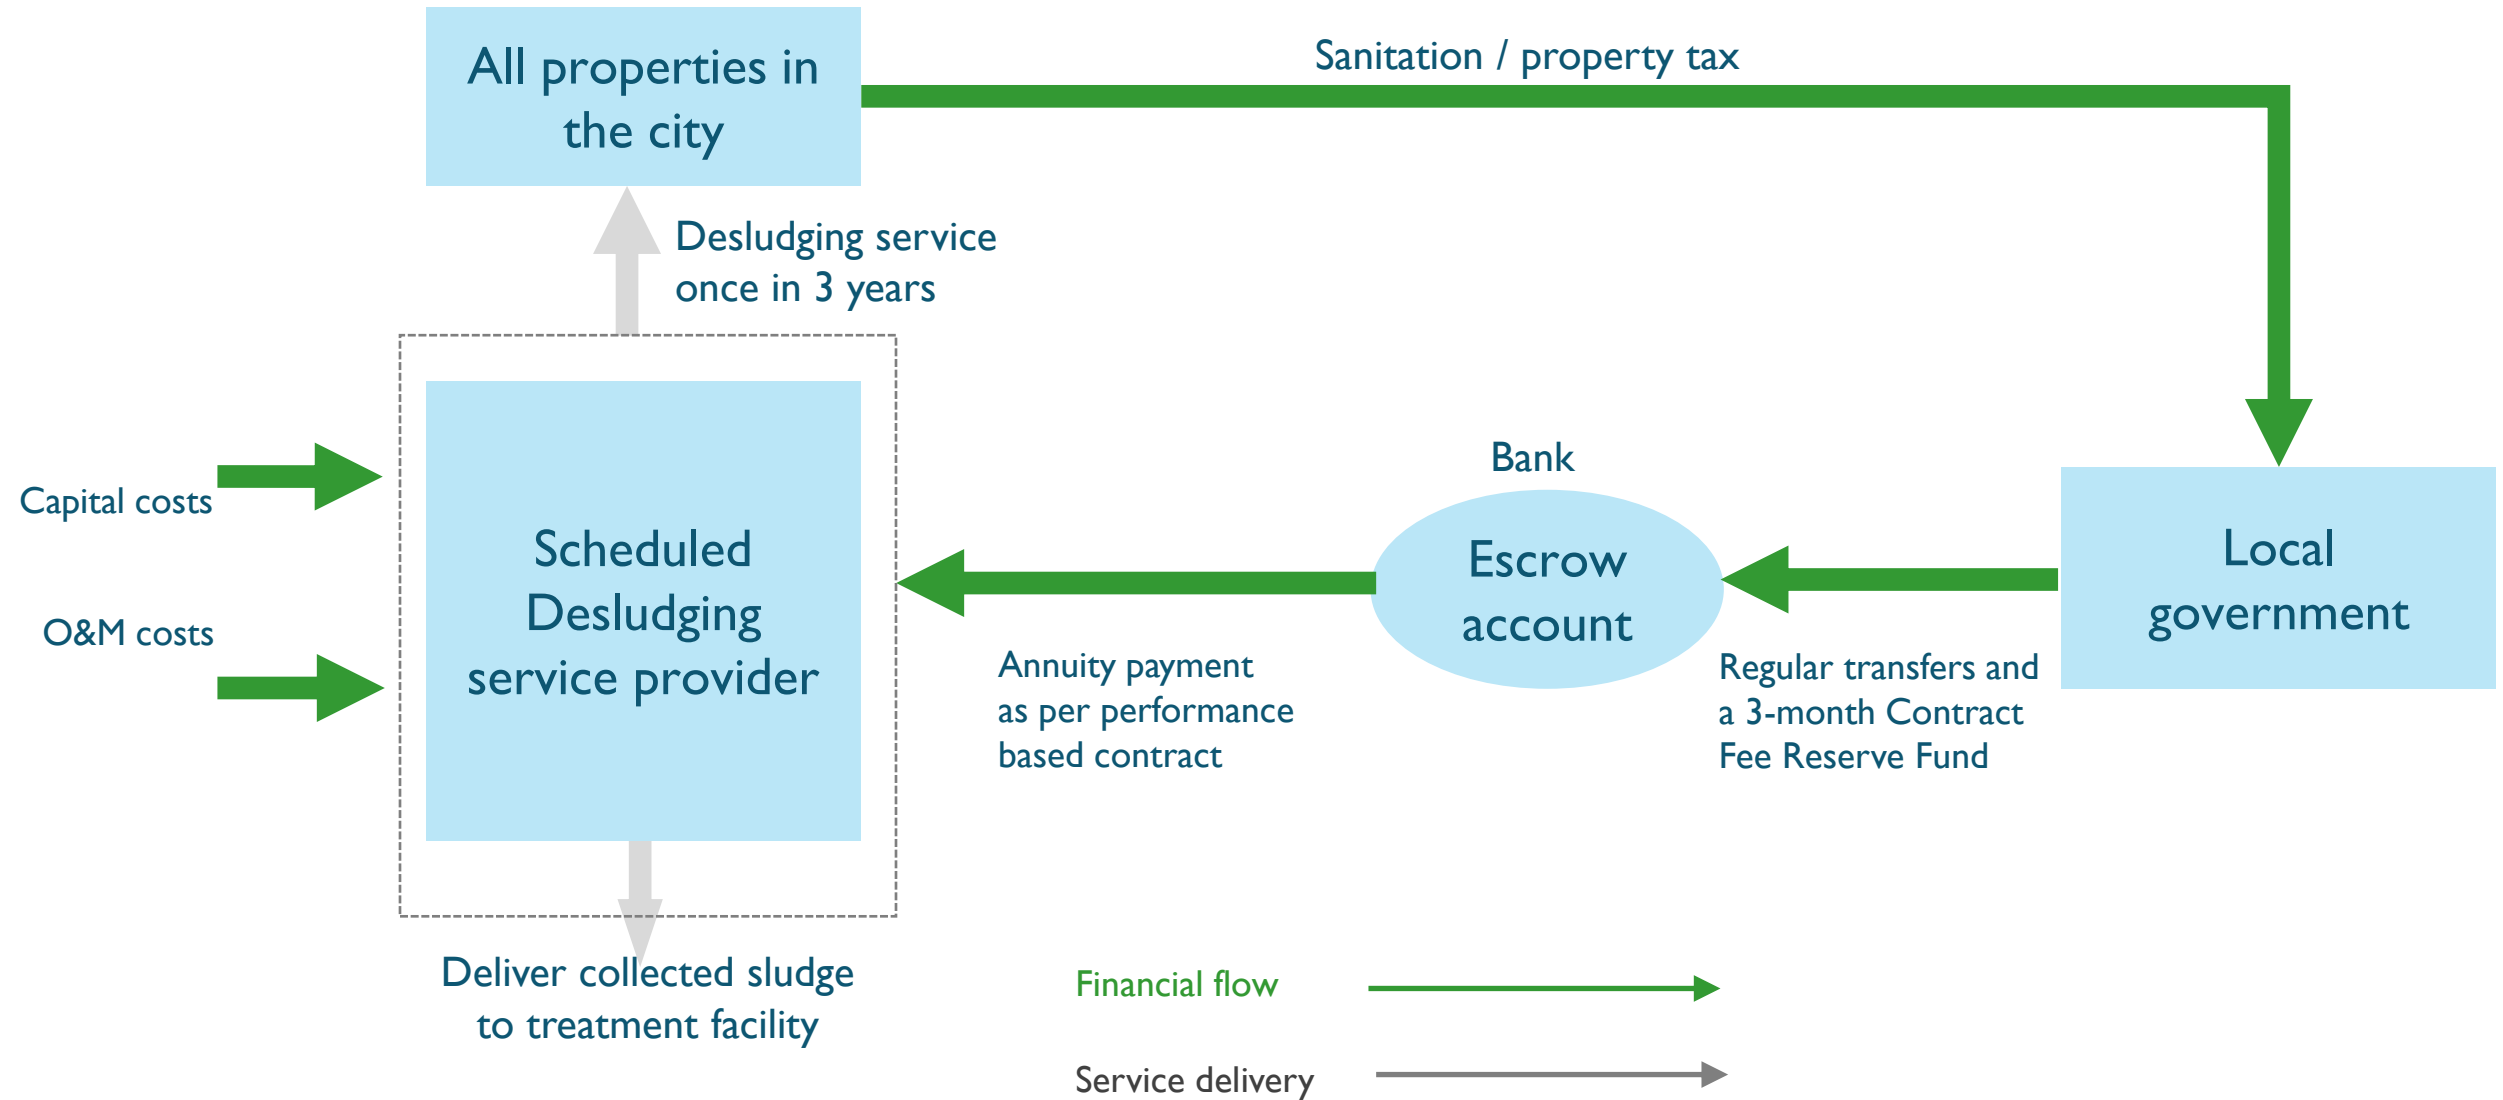 All properties in
the city
Sanitation / property tax
Desludging service
once in 3 years
Capital costs
O&M costs
Scheduled
Desludging
service provider
Bank
Escrow
account
Local
government
Annuity payment
as per performance
based contract
Regular transfers and
a 3-month Contract
Fee Reserve Fund
Deliver collected sludge
to treatment facility
Financial flow
Service delivery